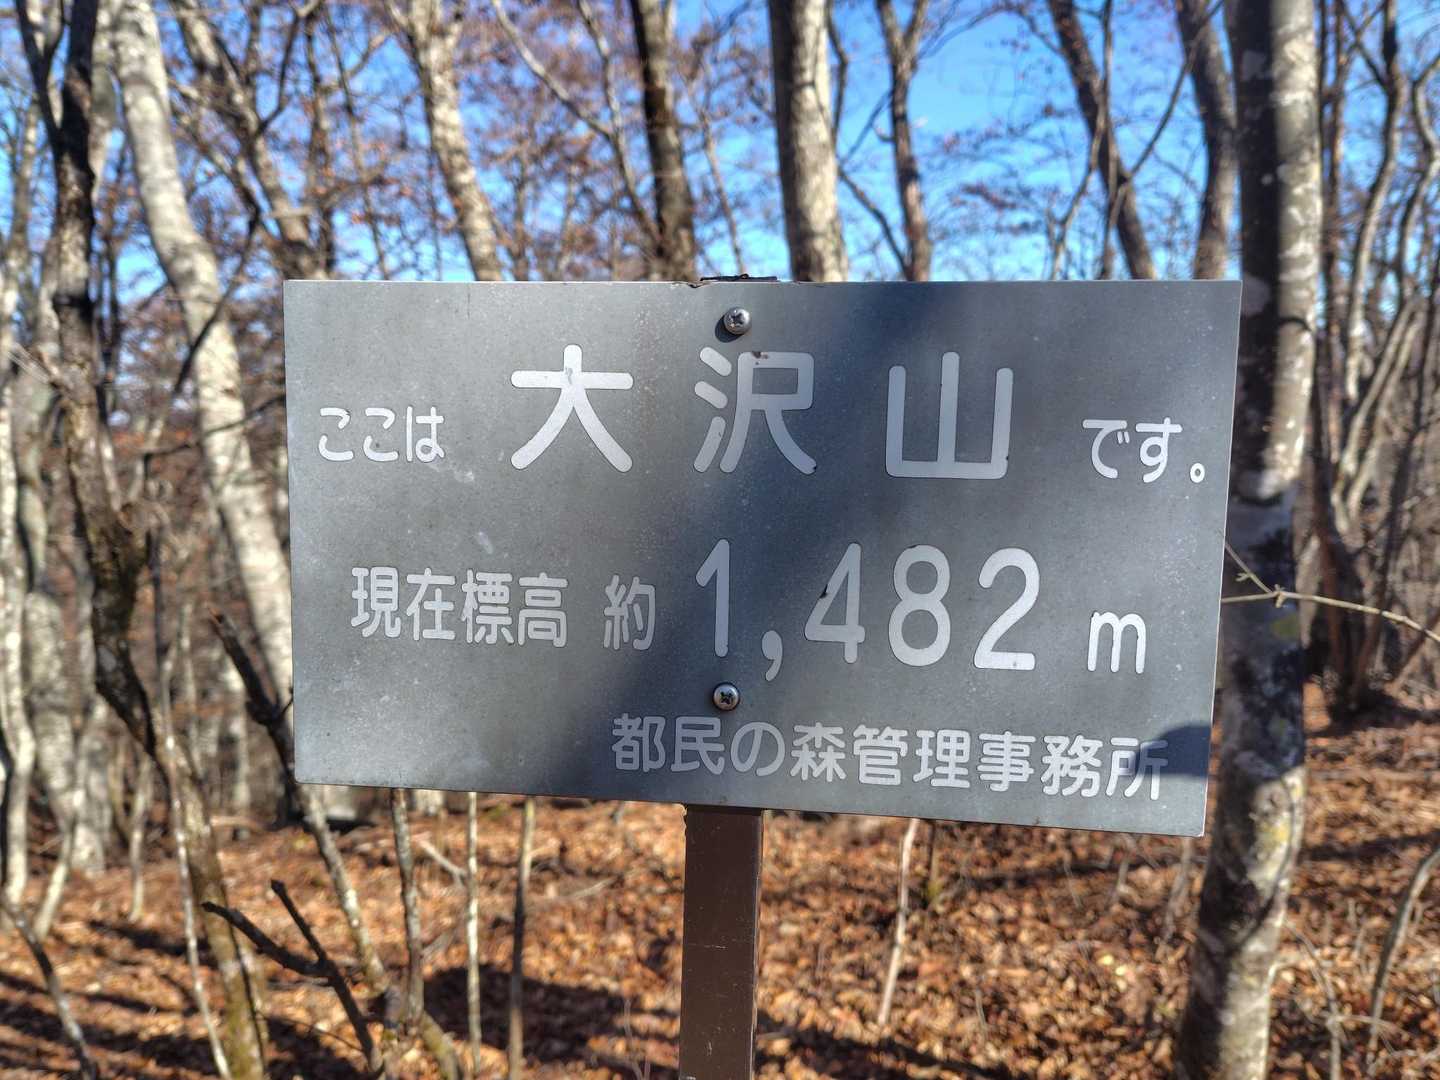 ここは 大沢山 です。
現在標高 約 1,482 m
都民の森管理事務所